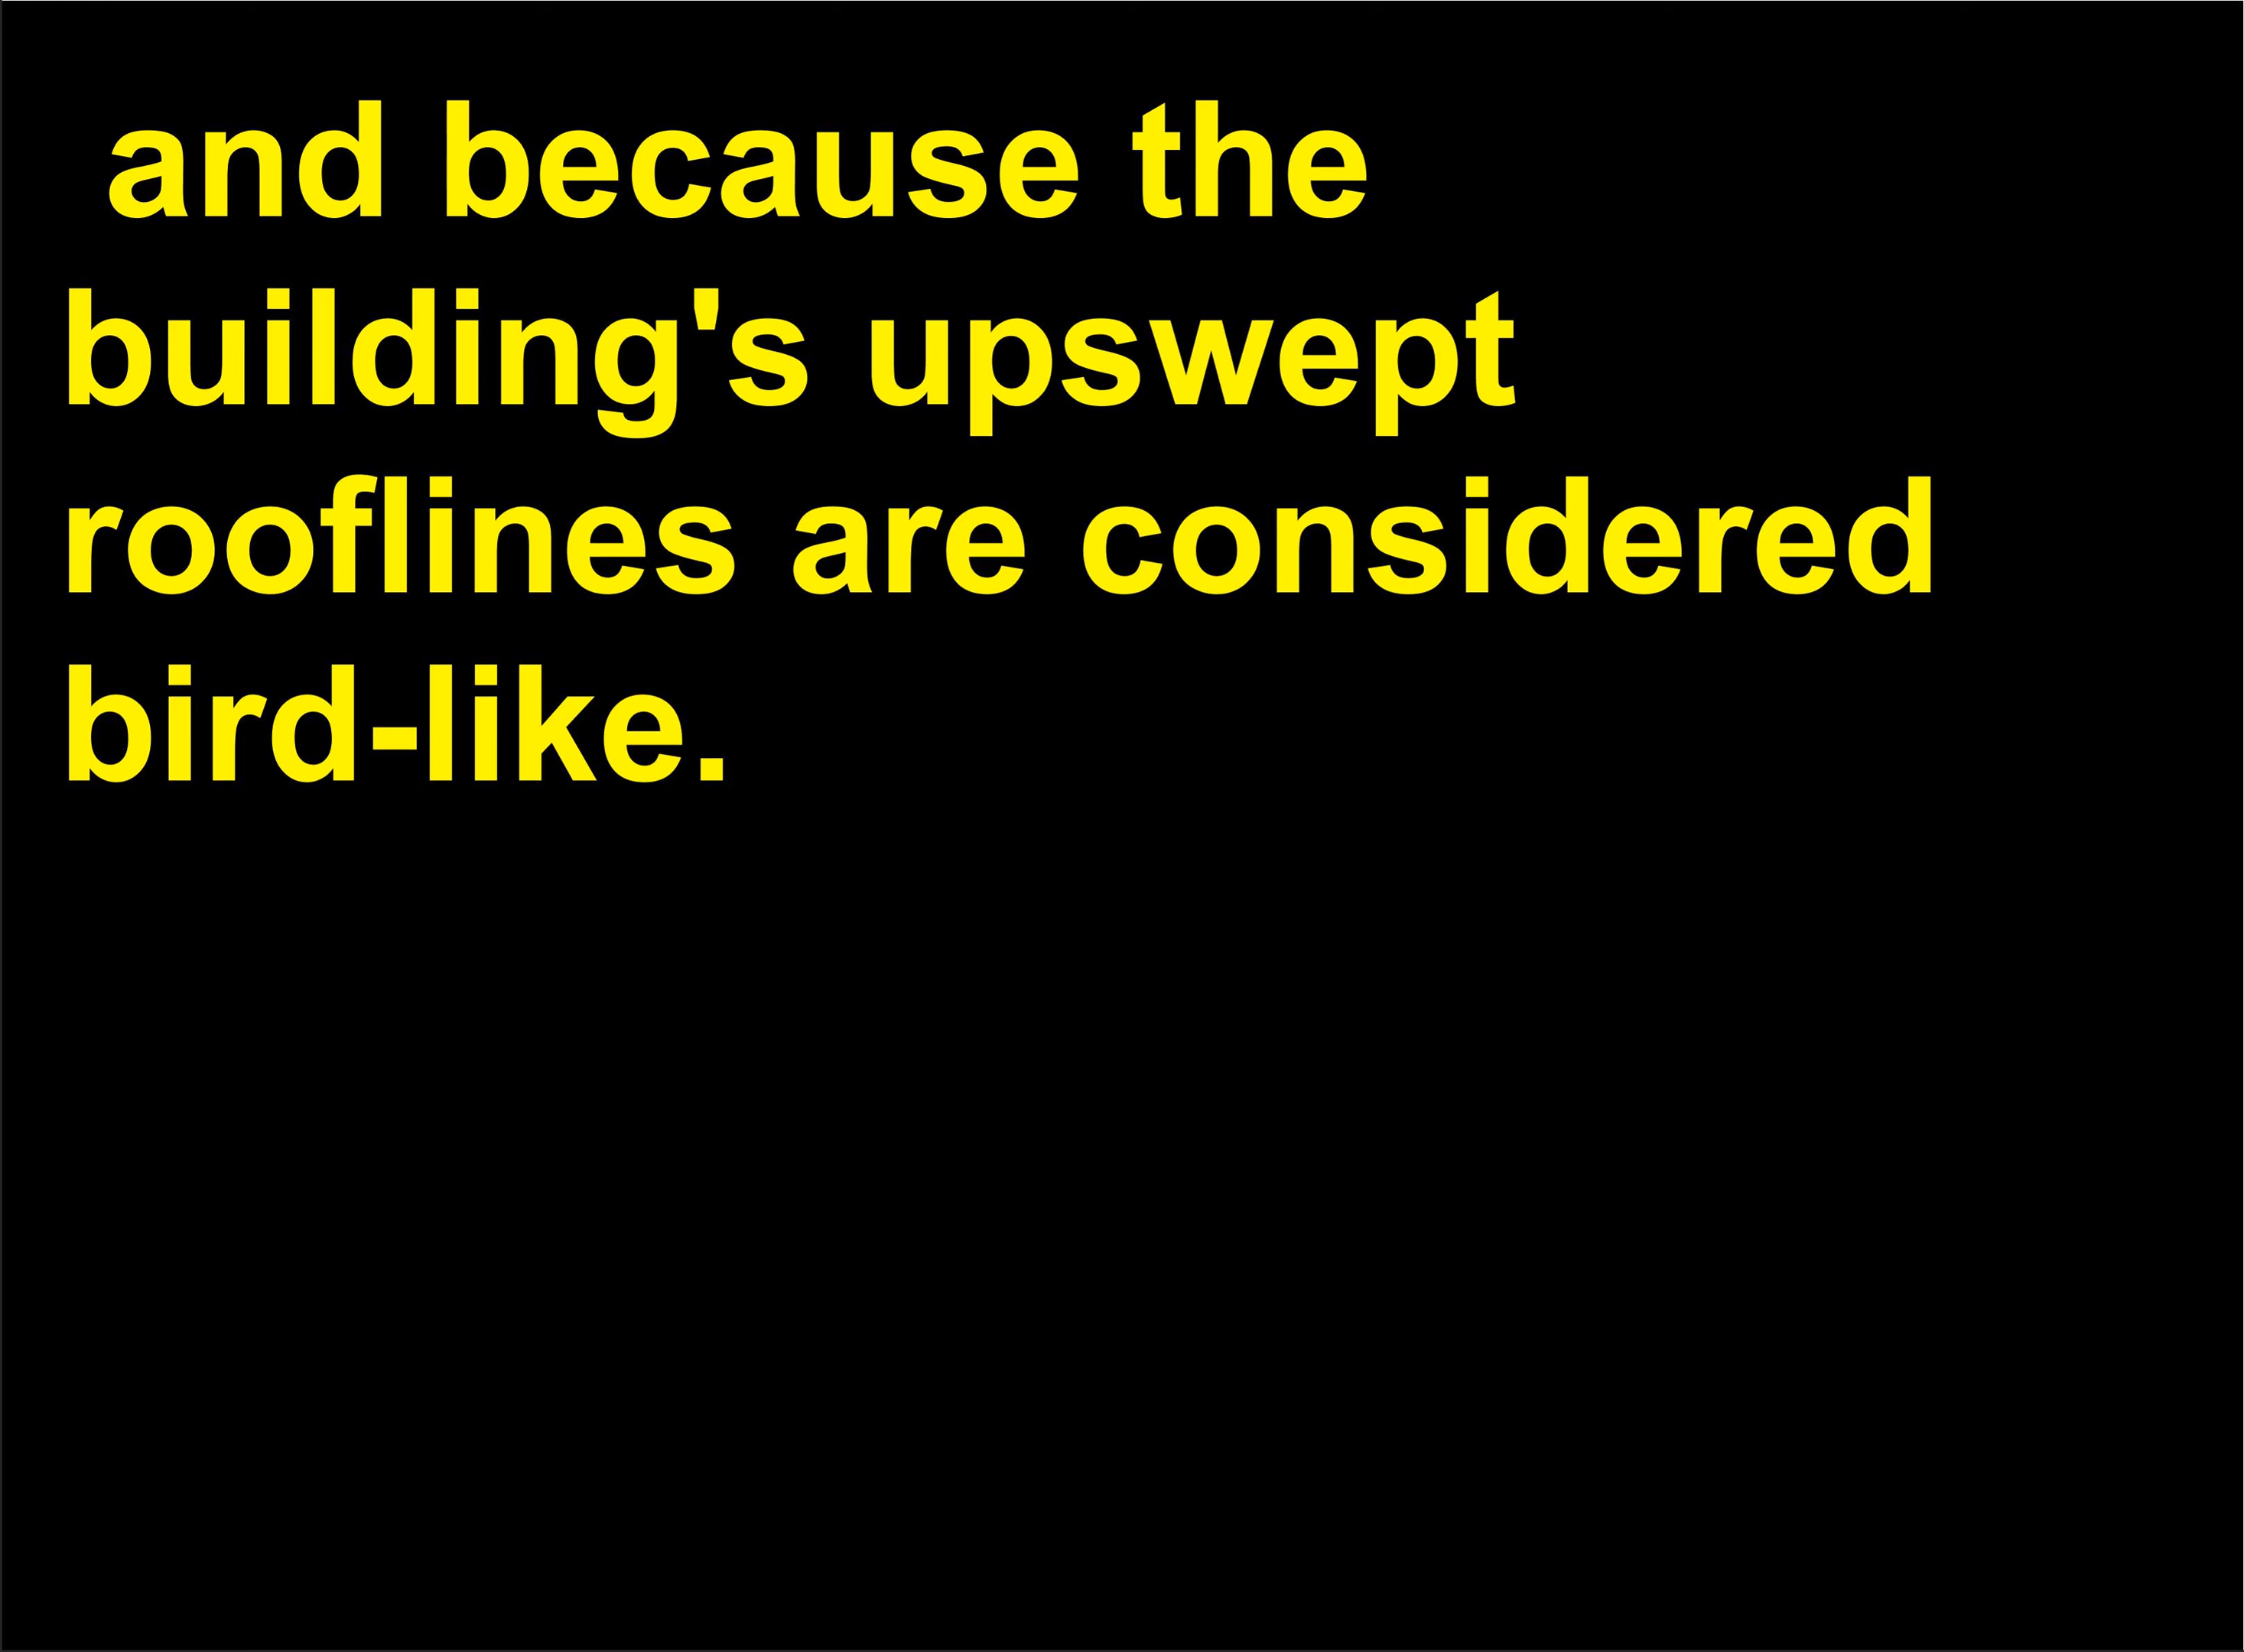 and because the
building's upswept
rooflines are considered
bird-like.